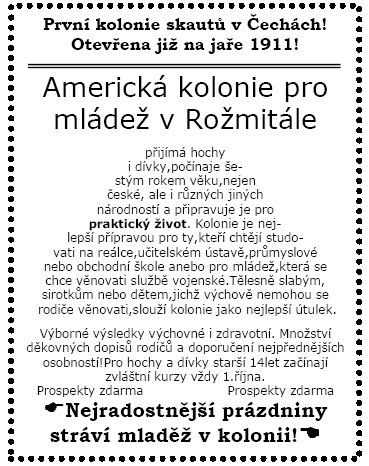 První kolonie skautů v Čechách!
Otevřena již na jaře 1911!
Americká kolonie pro
mládež v Rožmitále
přijímá hochy
i dívky,počínaje še-
stým rokem věku,nejen
české, ale i různých jiných
národností a připravuje je pro
praktický život. Kolonie je nej-
lepší přípravou pro ty,kteří chtějí studo-
vati na reálce,učitelském ústavě,průmyslové
nebo obchodní škole anebo pro mládež,která se
chce věnovati službě vojenské.Tělesně slabým,
sirotkům nebo dětem,jichž výchově nemohou se
rodiče věnovati,slouží kolonie jako nejlepší útulek.
Výborné výsledky výchovné i zdravotní. Množství
děkovných dopisů rodičů a doporučení nejpřednějších
osobností!Pro hochy a dívky starší 14let začínají
zvláštní kurzy vždy 1.října.
Prospekty zdarma Prospekty zdarma
Nejradostnější prázdniny
stráví mladěž v kolonii!